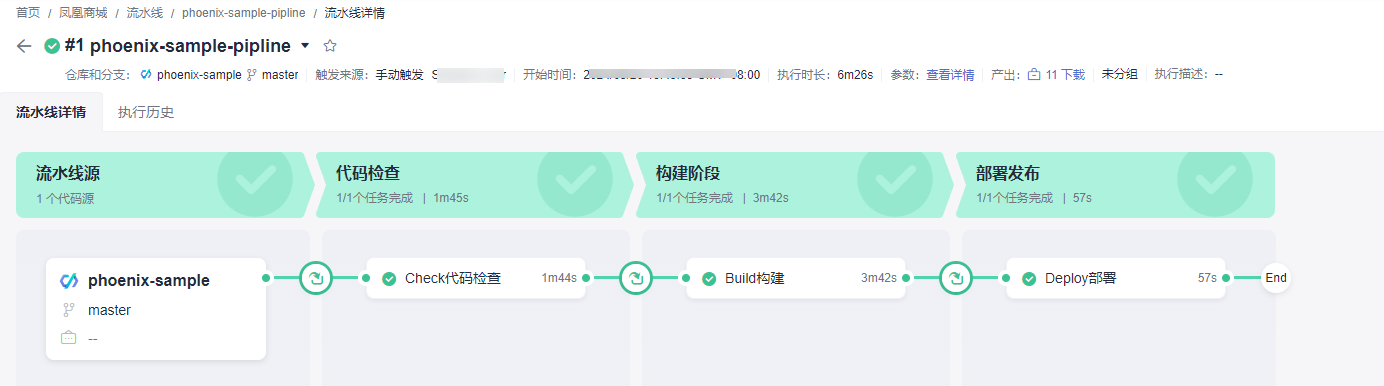 首页 / 凤凰商城 / 流水线 / phoenix-sample-pipline / 流水线详情
#1 phoenix-sample-pipline
仓库和分支: phoenix-sample master 触发来源: 手动触发 开始时间: 08:00 执行时长: 6m26s 参数: 查看详情 产出: 11 下载 未分组 执行描述: --
流水线详情 执行历史
流水线源 代码检查 构建阶段 部署发布
1 个代码源 1/1个任务完成 | 1m45s 1/1个任务完成 | 3m42s 1/1个任务完成 | 57s
phoenix-sample Check代码检查 1m44s Build构建 3m42s Deploy部署 57s End
master
--